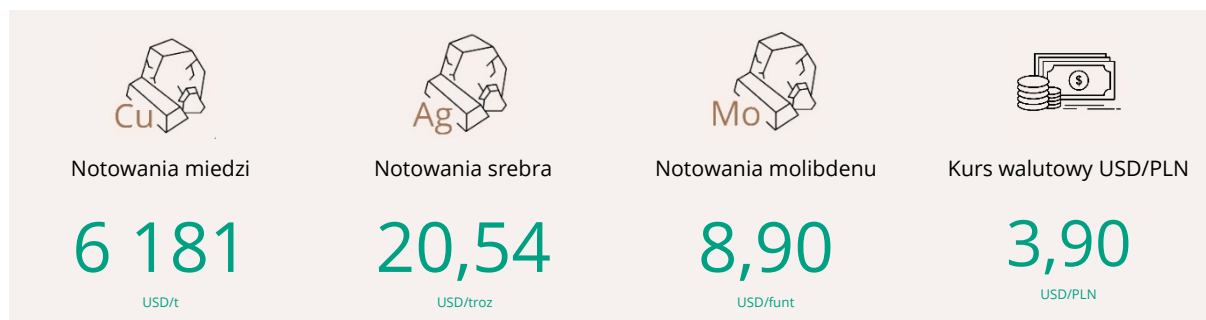 Cu
Ag
Mo
$
Notowania miedzi
Notowania srebra
Notowania molibdenu
Kurs walutowy USD/PLN
6 181
20,54
8,90
3,90
USD/t
USD/troz
USD/funt
USD/PLN